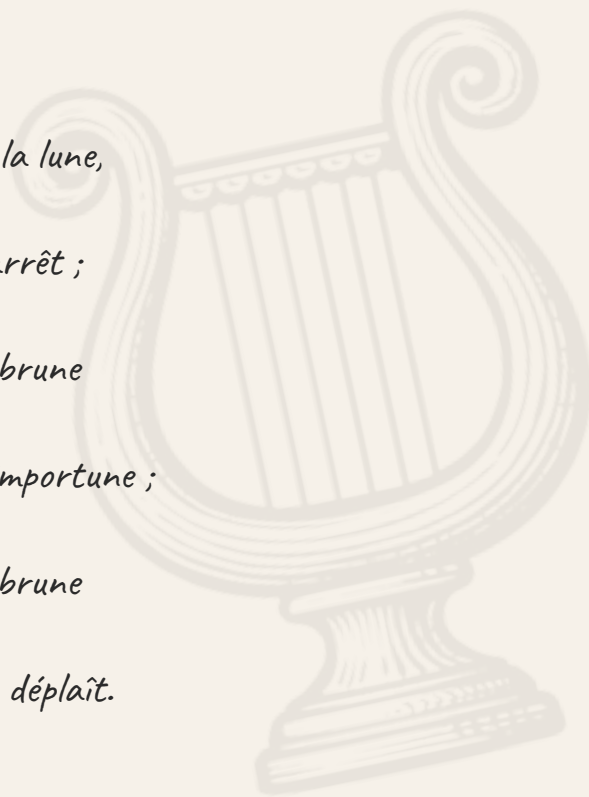 la lune,
rrêt ;
brune
mportune ;
brune
déplaît.